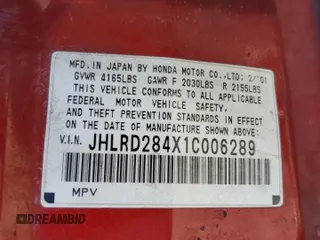 MFD. IN JAPAN BY HONDA MOTOR CO., LTD: 2/'01
GVWR 4165LBS GAWR F 2030LBS R 2155LBS
THIS VEHICLE CONFORMS TO ALL APPLICABLE
FEDERAL MOTOR VEHICLE SAFETY,
AND THEFT PREVENTION STANDARDS IN EFFECT
ON THE DATE OF MANUFACTURE SHOWN ABOVE.
V.I.N. JHLRD284X1C006289
MPV
DREAMBID